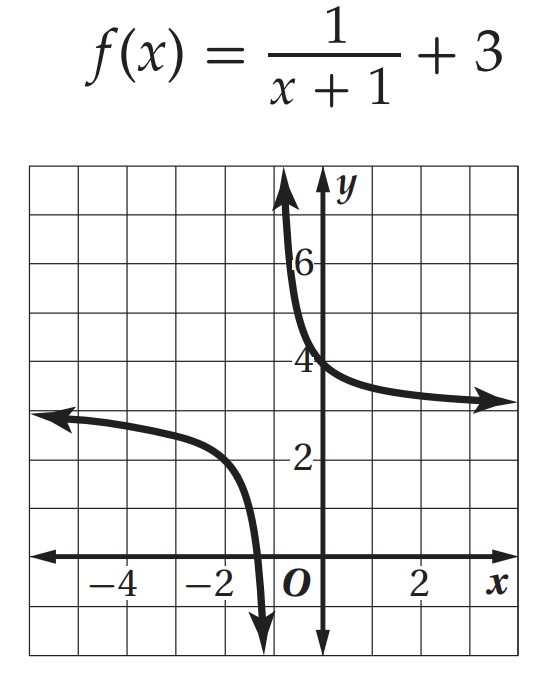 f(x) = 1/(x + 1) + 3
y
6
4
2
−4 −2 O 2 x